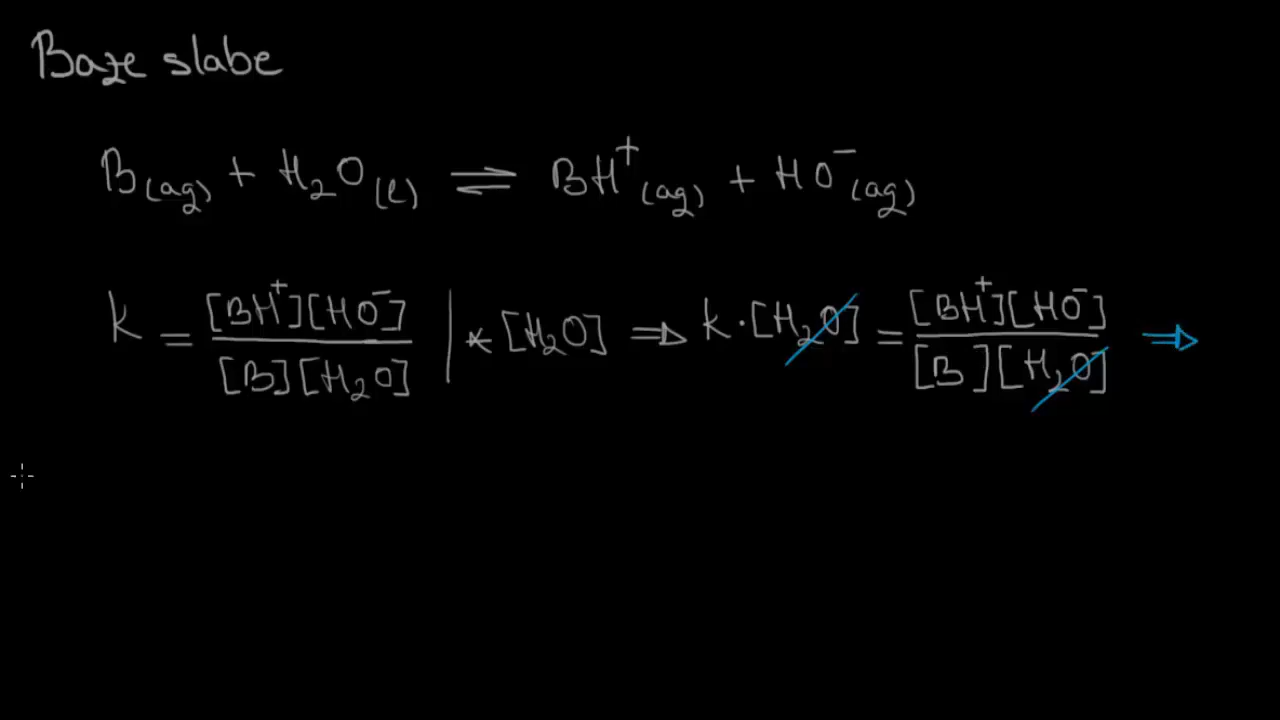 Baze slabe
B(aq) + H₂O(l) ⇌ BH⁺(aq) + HO⁻(aq)
k = [BH⁺][HO⁻] / [B][H₂O] | * [H₂O] ⇒ k·[H₂O] = [BH⁺][HO⁻] / [B][H₂O] ⇒